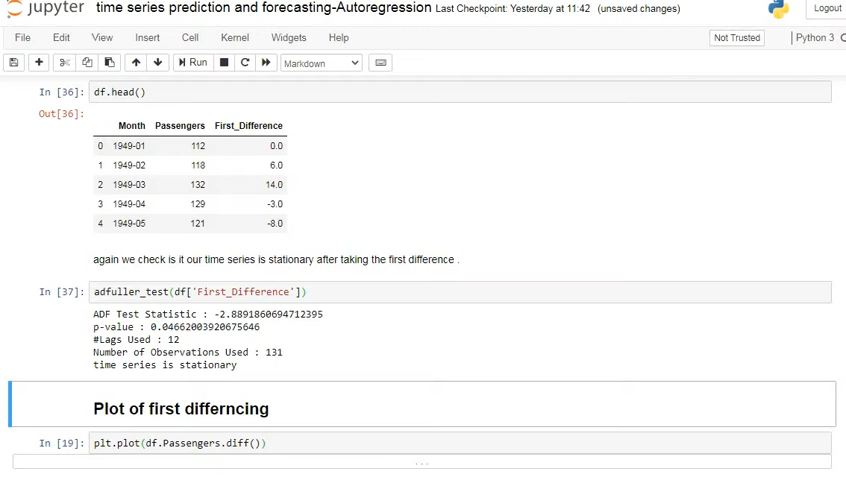 jupyter time series prediction and forecasting-Autoregression Last Checkpoint: Yesterday at 11:42 (unsaved changes) Logout
File Edit View Insert Cell Kernel Widgets Help Not Trusted Python 3
Run Markdown
In [36]: df.head()
Out[36]:
Month Passengers First_Difference
0 1949-01 112 0.0
1 1949-02 118 6.0
2 1949-03 132 14.0
3 1949-04 129 -3.0
4 1949-05 121 -8.0
again we check is it our time series is stationary after taking the first difference .
In [37]: adfuller_test(df['First_Difference'])
ADF Test Statistic : -2.8891860694712395
p-value : 0.04662003920675646
#Lags Used : 12
Number of Observations Used : 131
time series is stationary
Plot of first differncing
In [19]: plt.plot(df.Passengers.diff())
...